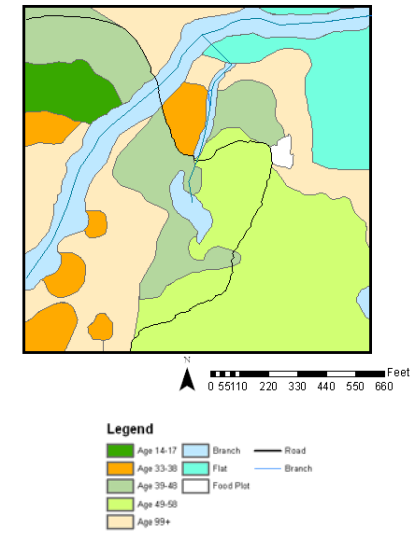 N
Feet
0 55110 220 330 440 550 660
Legend
Age 14-17 Branch Road
Age 33-38 Flat Branch
Age 39-48 Food Plot
Age 49-58
Age 99+